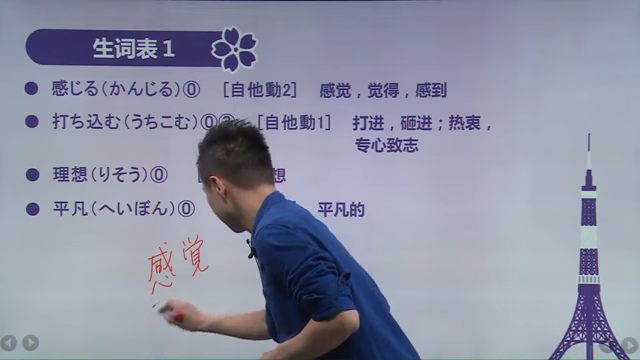 生词表1
● 感じる(かんじる)⓪ [自他動2] 感觉，觉得，感到
● 打ち込む(うちこむ)⓪③ [自他動1] 打进，砸进；热衷，
专心致志
● 理想(りそう)⓪ 想
● 平凡(へいぼん)⓪ 平凡的
感覚